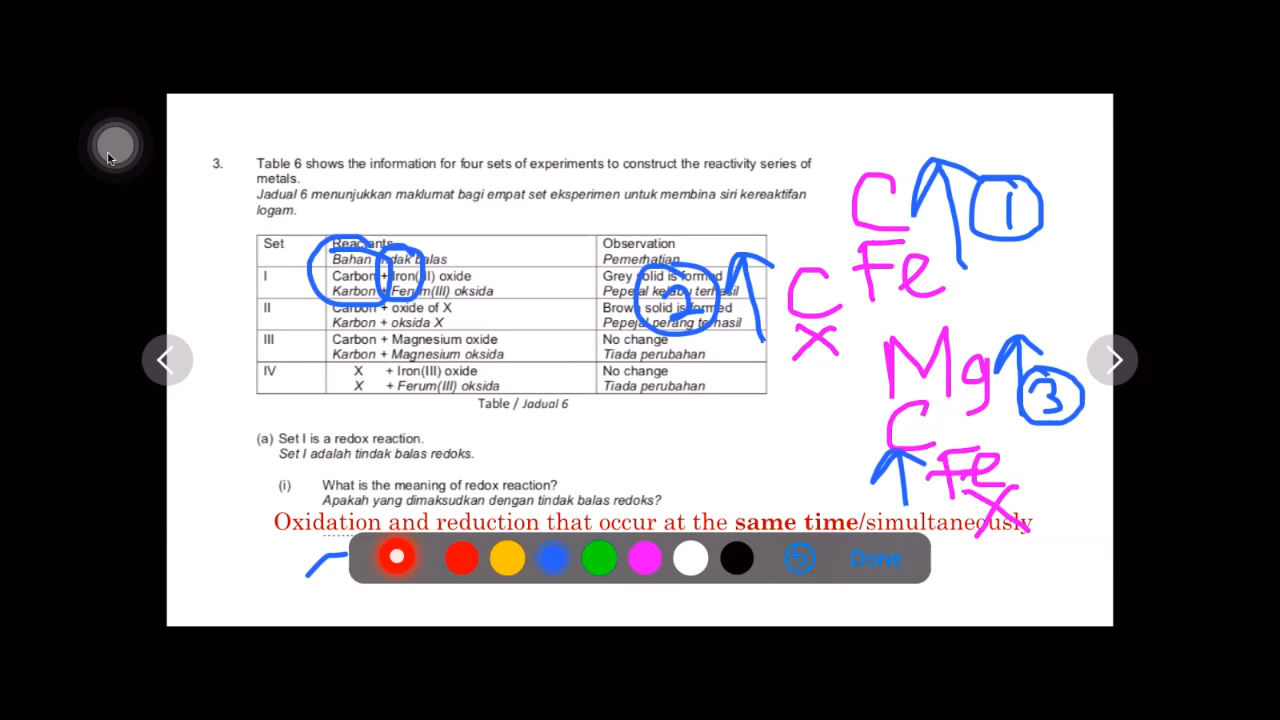 3. Table 6 shows the information for four sets of experiments to construct the reactivity series of
metals.
Jadual 6 menunjukkan maklumat bagi empat set eksperimen untuk membina siri kereaktifan
logam.
Set Reactants Observation
Bahan tindak balas Pemerhatian
I Carbon + Iron(III) oxide Grey solid is formed
Karbon + Ferum(III) oksida Pepejal kelabu terhasil
II Carbon + oxide of X Brown solid is formed
Karbon + oksida X Pepejal perang terhasil
III Carbon + Magnesium oxide No change
Karbon + Magnesium oksida Tiada perubahan
IV X + Iron(III) oxide No change
X + Ferum(III) oksida Tiada perubahan
Table / Jadual 6
C
Fe
1
2
C
X
Mg
3
C
Fe
X
(a) Set I is a redox reaction.
Set I adalah tindak balas redoks.
(i) What is the meaning of redox reaction?
Apakah yang dimaksudkan dengan tindak balas redoks?
Oxidation and reduction that occur at the same time/simultaneously
Done